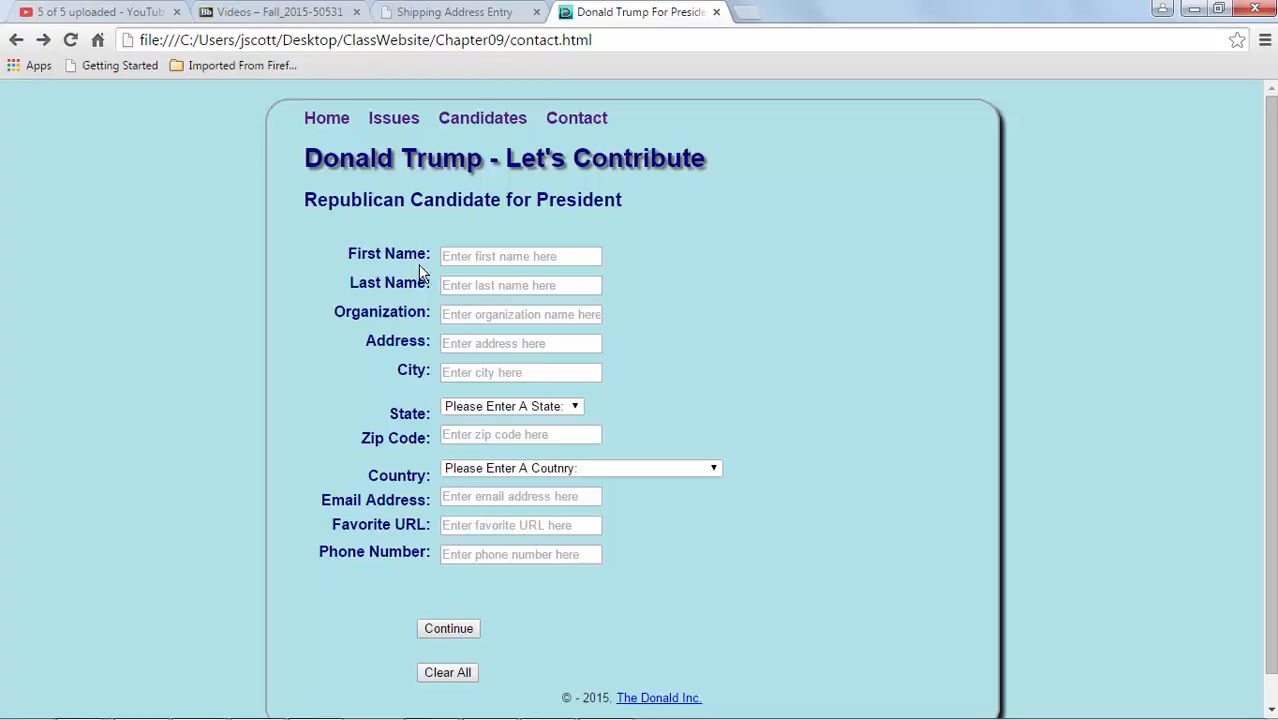 5 of 5 uploaded - YouTub
Bb Videos – Fall_2015-50531
Shipping Address Entry
Donald Trump For Preside
file:///C:/Users/jscott/Desktop/ClassWebsite/Chapter09/contact.html
Apps Getting Started Imported From Firef...
Home Issues Candidates Contact
Donald Trump - Let's Contribute
Republican Candidate for President
First Name: Enter first name here
Last Name: Enter last name here
Organization: Enter organization name here
Address: Enter address here
City: Enter city here
State: Please Enter A State:
Zip Code: Enter zip code here
Country: Please Enter A Coutnry:
Email Address: Enter email address here
Favorite URL: Enter favorite URL here
Phone Number: Enter phone number here
Continue
Clear All
© - 2015, The Donald Inc.